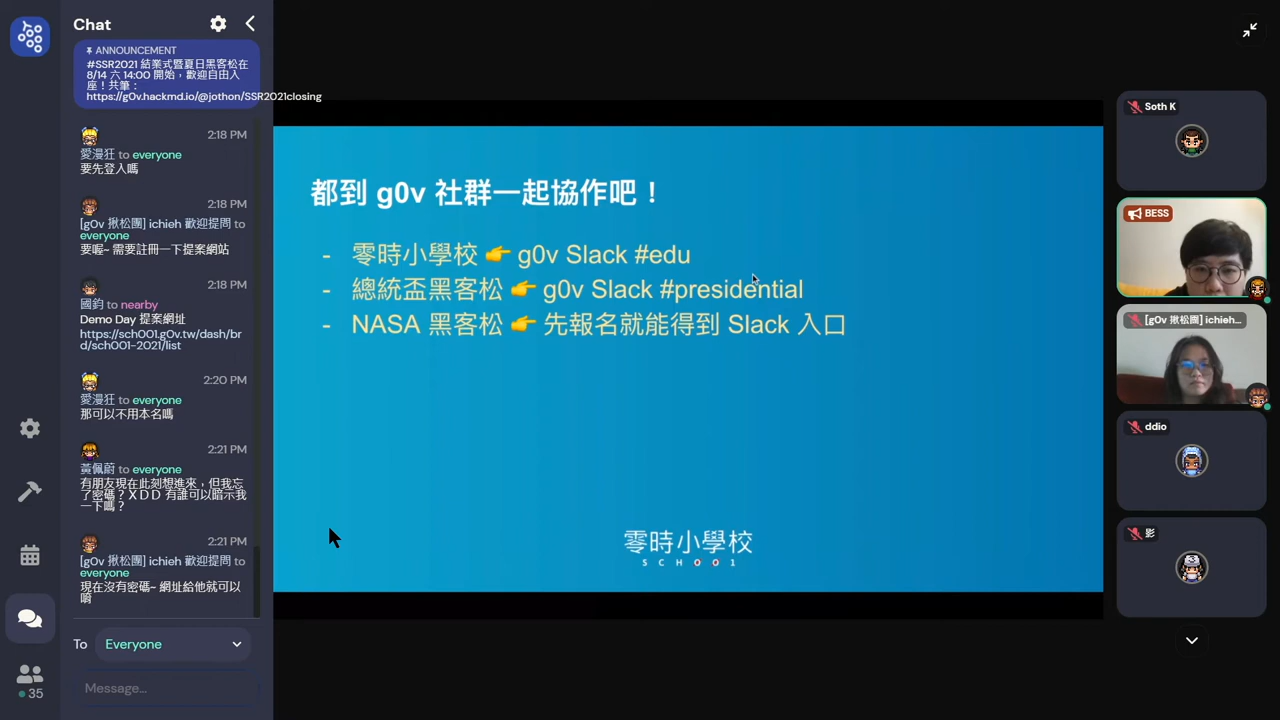 Chat
ANNOUNCEMENT
#SSR2021 結業式暨夏日黑客松在
8/14 六 14:00 開始，歡迎自由入
座！共筆：
https://g0v.hackmd.io/@jothon/SSR2021closing
2:18 PM
愛漫狂 to everyone
要先登入嗎
2:18 PM
[g0v 揪松團] ichieh 歡迎提問 to
everyone
要喔~ 需要註冊一下提案網站
2:18 PM
國鈞 to nearby
Demo Day 提案網址
https://sch001.g0v.tw/dash/br
d/sch001-2021/list
2:20 PM
愛漫狂 to everyone
那可以不用本名嗎
2:21 PM
黃佩蔚 to everyone
有朋友現在此刻想進來，但我忘
了密碼？ＸＤＤ 有誰可以暗示我
一下嗎？
2:21 PM
[g0v 揪松團] ichieh 歡迎提問 to
everyone
現在沒有密碼~ 網址給他就可以
唷
To Everyone
Message...
35
都到 g0v 社群一起協作吧！
- 零時小學校 👉 g0v Slack #edu
- 總統盃黑客松 👉 g0v Slack #presidential
- NASA 黑客松 👉 先報名就能得到 Slack 入口
零時小學校
SCH001
Soth K
BESS
[g0v 揪松團] ichieh...
ddio
影